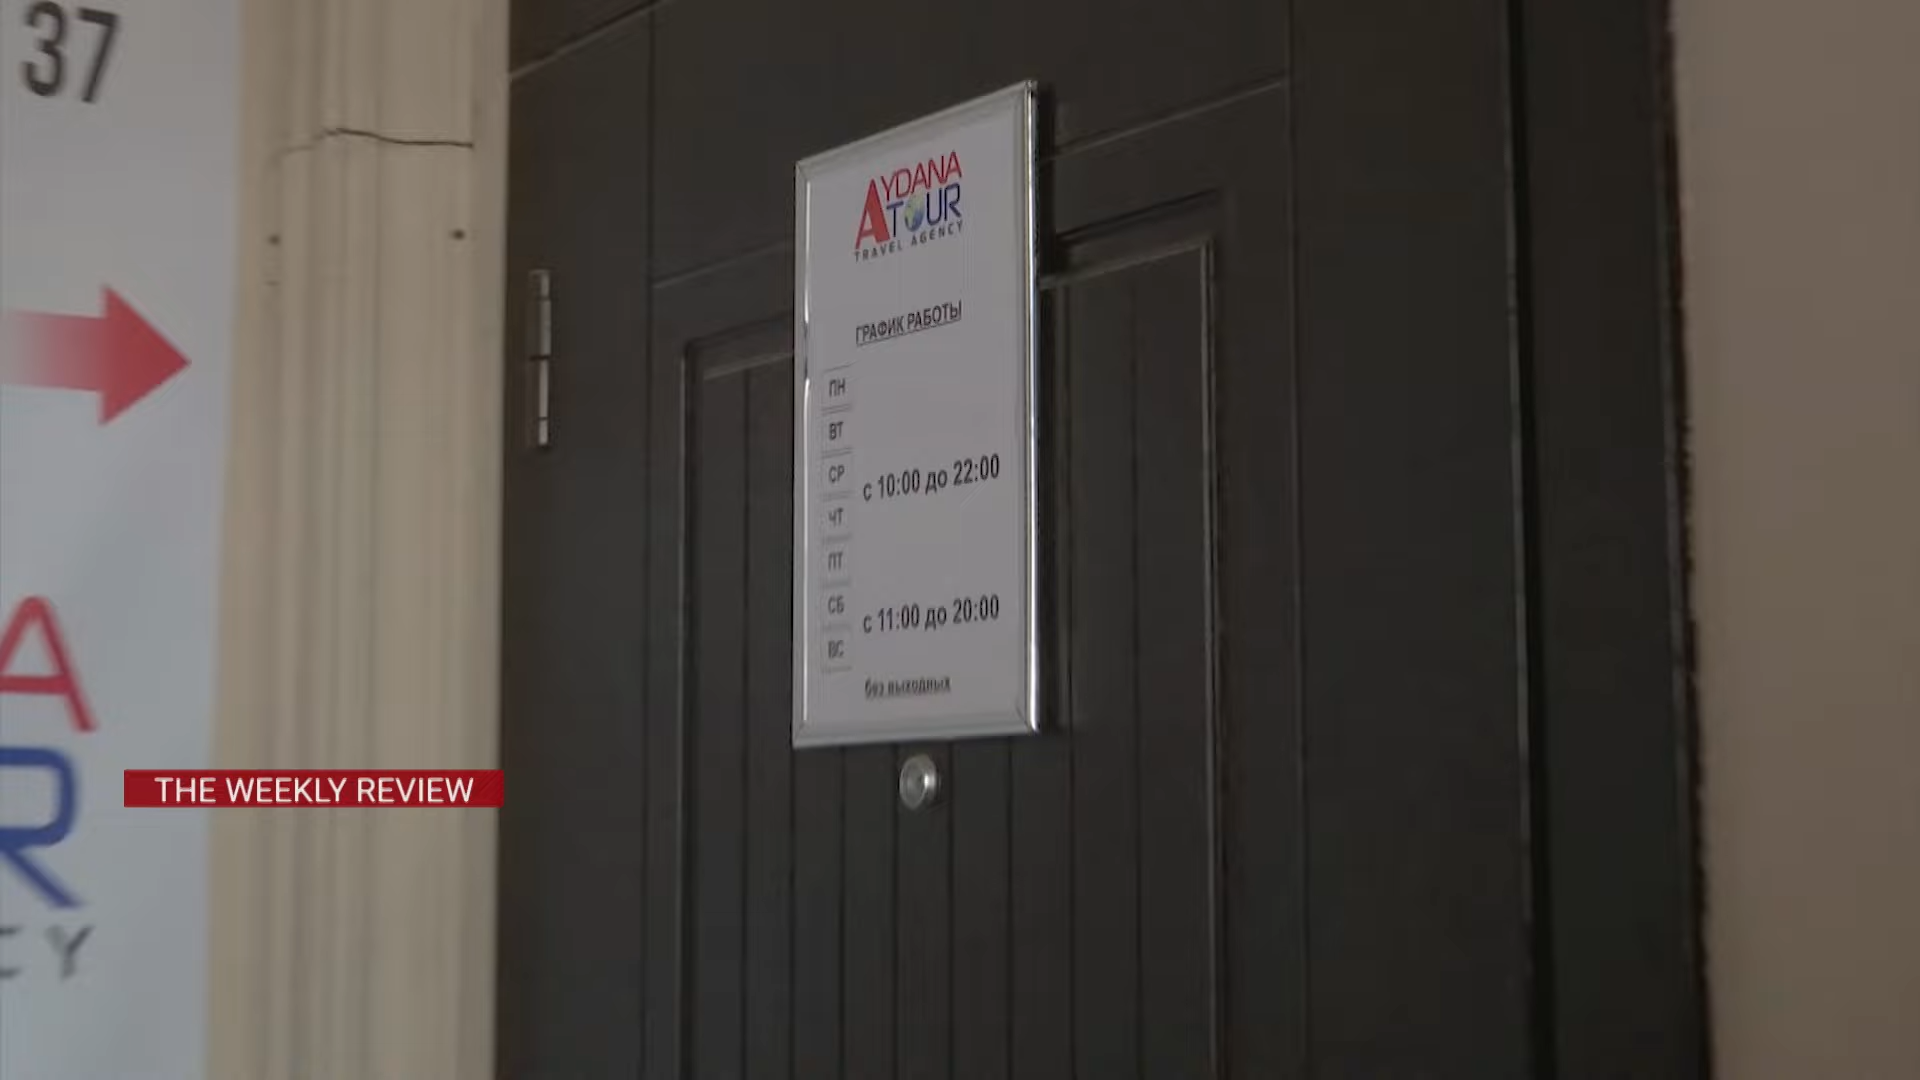 37
A
R
CY
AYDANA
TOUR
TRAVEL AGENCY
ГРАФИК РАБОТЫ
ПН
ВТ
СР
с 10:00 до 22:00
ЧТ
ПТ
СБ
с 11:00 до 20:00
ВС
без выходных
THE WEEKLY REVIEW